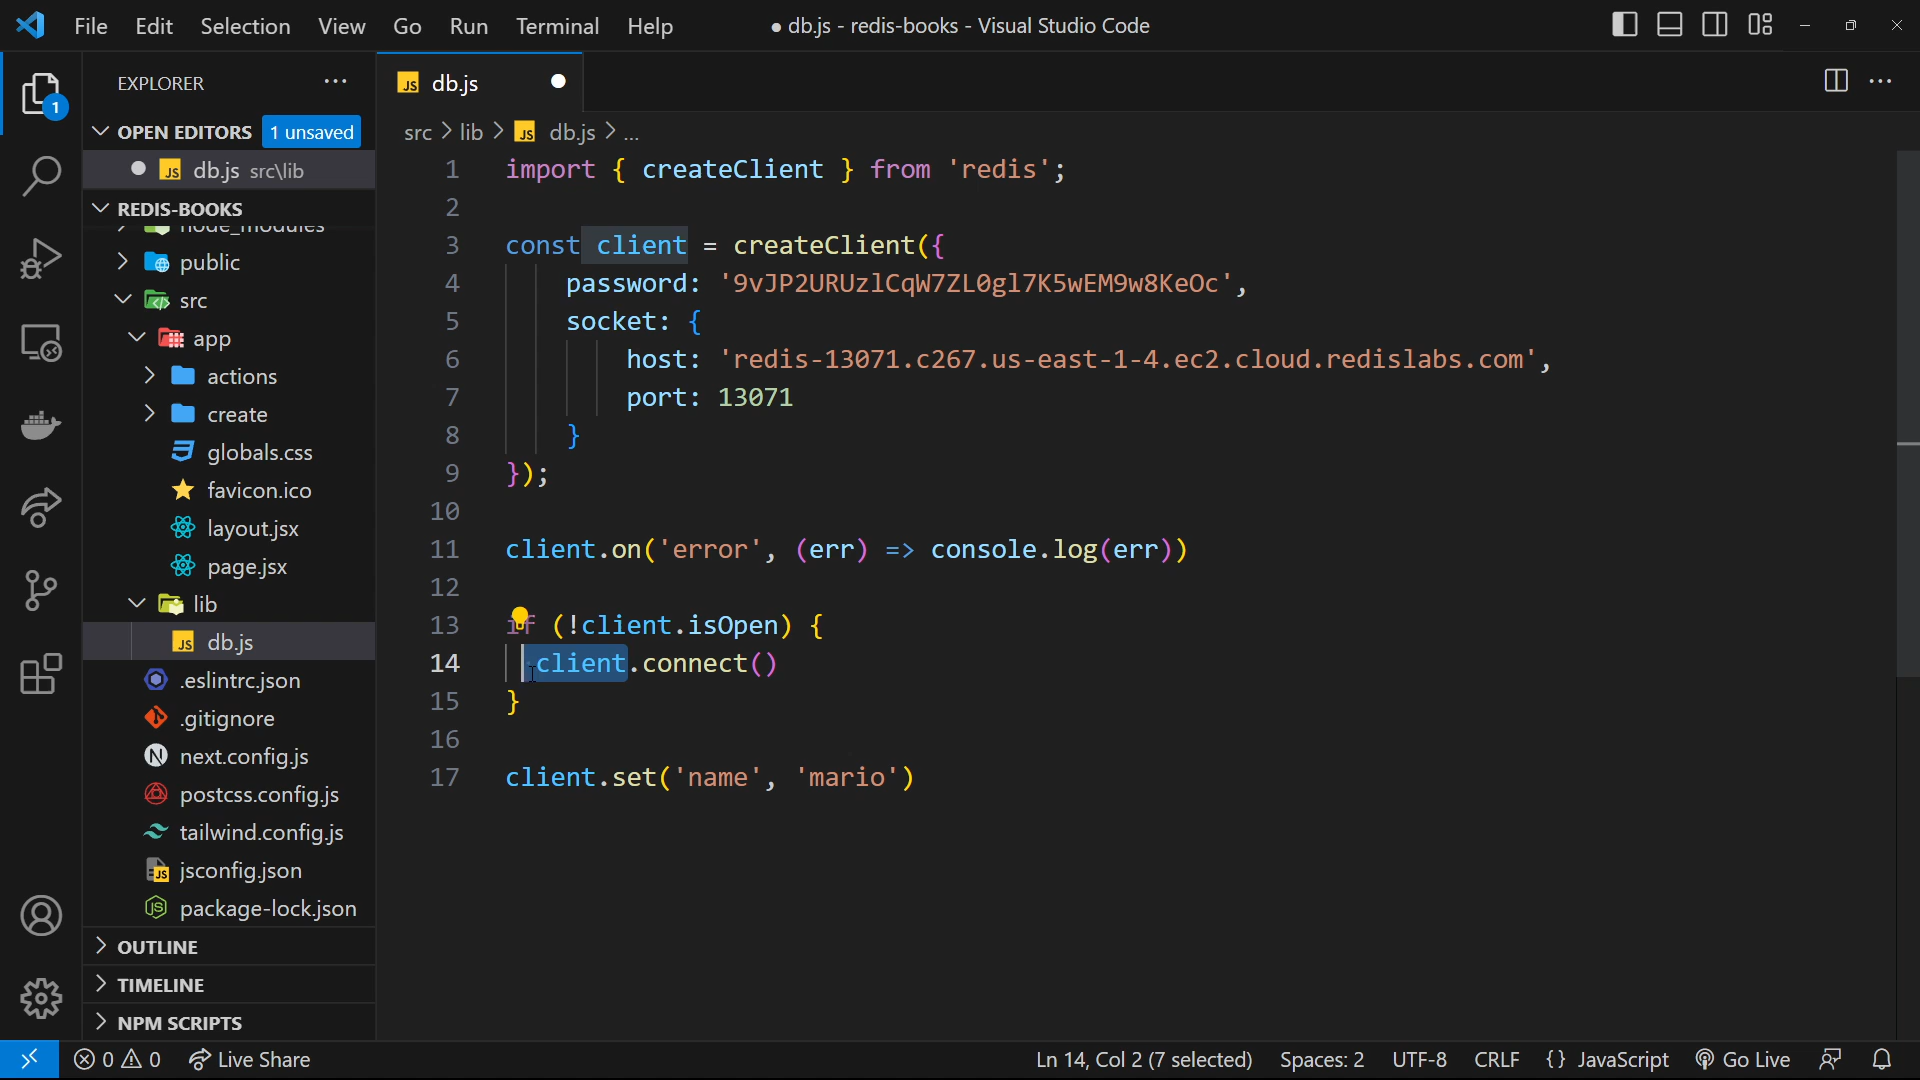 File Edit Selection View Go Run Terminal Help
● db.js - redis-books - Visual Studio Code
EXPLORER
1
OPEN EDITORS 1 unsaved
db.js src\lib
REDIS-BOOKS
node_modules
public
src
app
actions
create
globals.css
favicon.ico
layout.jsx
page.jsx
lib
db.js
.eslintrc.json
.gitignore
next.config.js
postcss.config.js
tailwind.config.js
jsconfig.json
package-lock.json
OUTLINE
TIMELINE
NPM SCRIPTS
db.js
src > lib > db.js > ...
1 import { createClient } from 'redis';
2
3 const client = createClient({
4 password: '9vJP2URUzlCqW7ZL0gl7K5wEM9w8KeOc',
5 socket: {
6 host: 'redis-13071.c267.us-east-1-4.ec2.cloud.redislabs.com',
7 port: 13071
8 }
9 });
10
11 client.on('error', (err) => console.log(err))
12
13 if (!client.isOpen) {
14 client.connect()
15 }
16
17 client.set('name', 'mario')
0 0 Live Share
Ln 14, Col 2 (7 selected) Spaces: 2 UTF-8 CRLF {} JavaScript Go Live